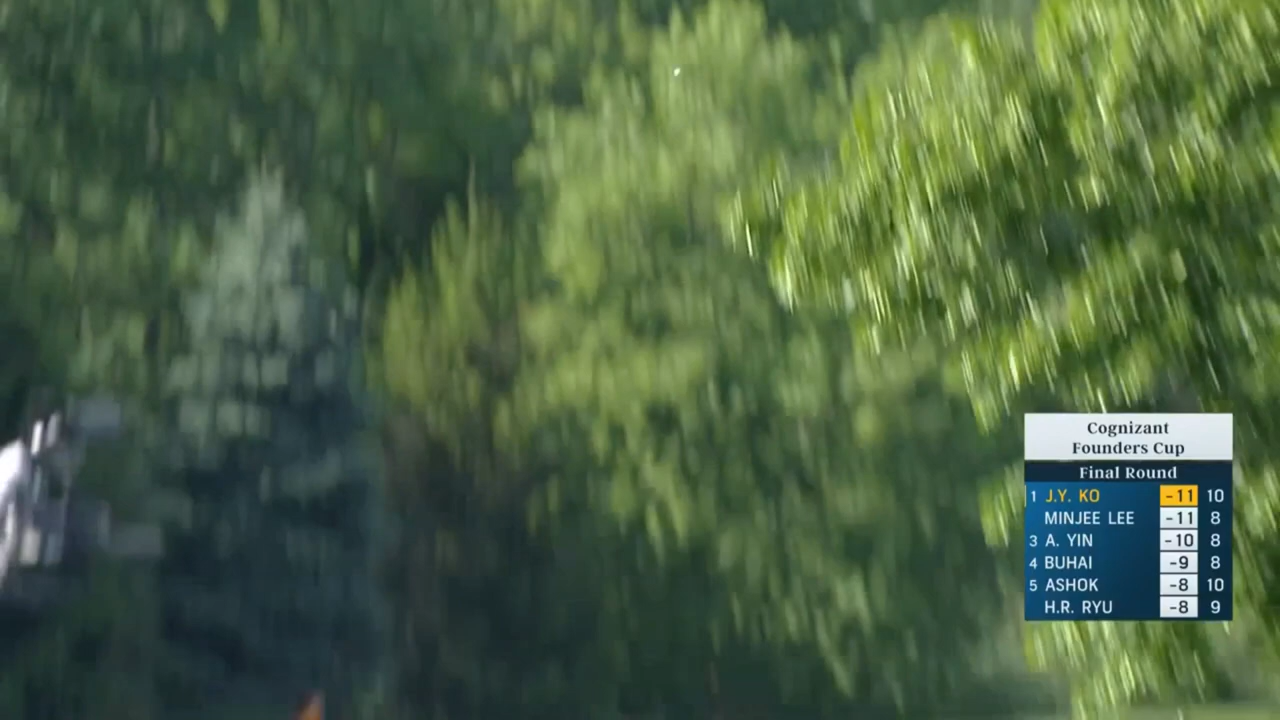 Cognizant
Founders Cup
Final Round
1 J.Y. KO -11 10
MINJEE LEE -11 8
3 A. YIN -10 8
4 BUHAI -9 8
5 ASHOK -8 10
H.R. RYU -8 9